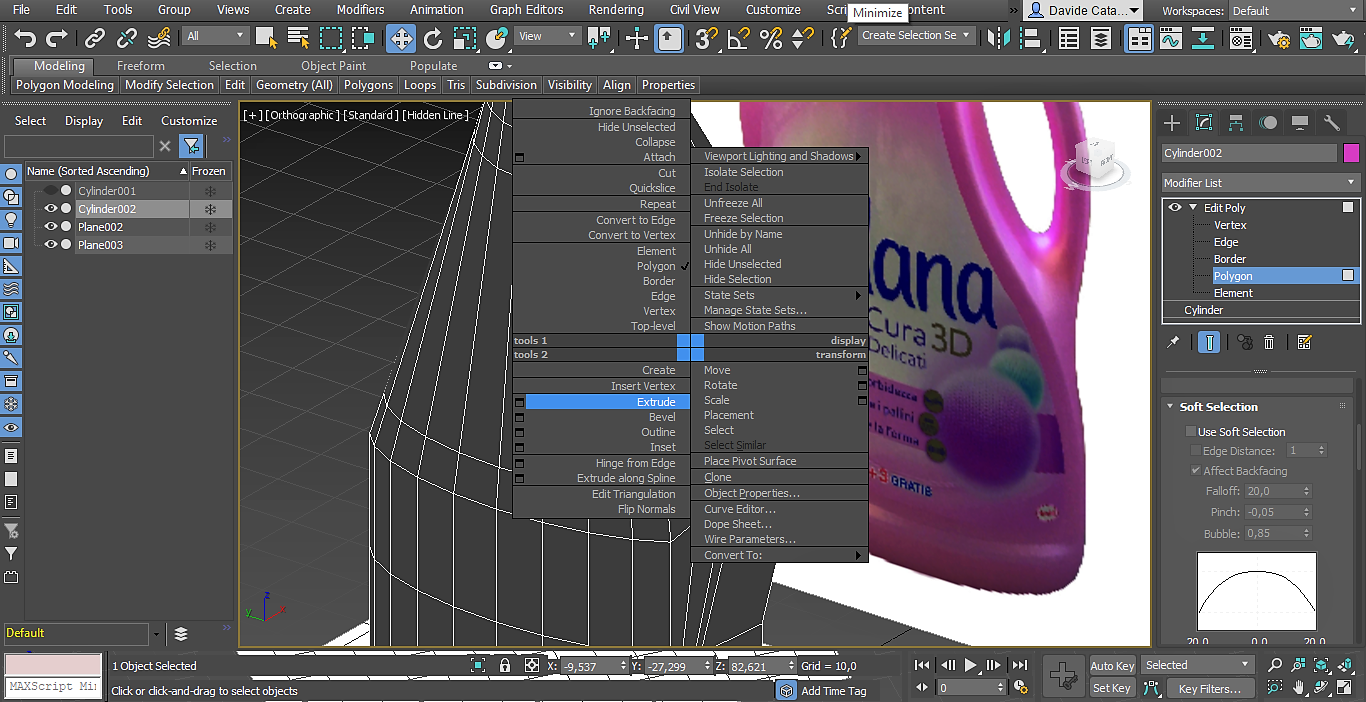 File Edit Tools Group Views Create Modifiers Animation Graph Editors Rendering Civil View Customize Scr ontent » Davide Cata... Workspaces: Default
Minimize
All View Create Selection Se
Modeling Freeform Selection Object Paint Populate
Polygon Modeling Modify Selection Edit Geometry (All) Polygons Loops Tris Subdivision Visibility Align Properties
Select Display Edit Customize
Name (Sorted Ascending) Frozen
Cylinder001
Cylinder002
Plane002
Plane003
Default
[+] [Orthographic] [Standard] [Hidden Line]
Ignore Backfacing
Hide Unselected
Collapse
Attach
Cut
Quickslice
Repeat
Convert to Edge
Convert to Vertex
Element
Polygon
Border
Edge
Vertex
Top-level
tools 1
tools 2
Create
Insert Vertex
Extrude
Bevel
Outline
Inset
Hinge from Edge
Extrude along Spline
Edit Triangulation
Flip Normals
Viewport Lighting and Shadows
Isolate Selection
End Isolate
Unfreeze All
Freeze Selection
Unhide by Name
Unhide All
Hide Unselected
Hide Selection
State Sets
Manage State Sets...
Show Motion Paths
display
transform
Move
Rotate
Scale
Placement
Select
Select Similar
Place Pivot Surface
Clone
Object Properties...
Curve Editor...
Dope Sheet...
Wire Parameters...
Convert To:
ana
Cura 3D
Delicati
orbidezza
la Forma
GRATIS
z
y
x
Cylinder002
Modifier List
Edit Poly
Vertex
Edge
Border
Polygon
Element
Cylinder
Soft Selection
Use Soft Selection
Edge Distance: 1
Affect Backfacing
Falloff: 20,0
Pinch: -0,05
Bubble: 0,85
20,0 0,0 20,0
MAXScript Mi
1 Object Selected
Click or click-and-drag to select objects
X: -9,537 Y: -27,299 Z: 82,621 Grid = 10,0
Add Time Tag
0
Auto Key Selected
Set Key Key Filters...